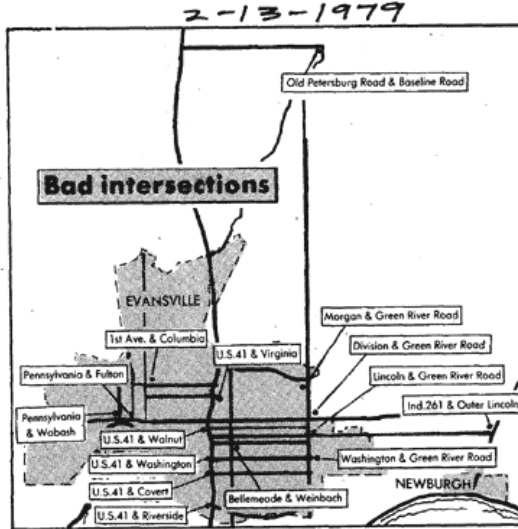 2-13-1979
Old Petersburg Road & Baseline Road
Bad intersections
EVANSVILLE
Morgan & Green River Road
1st Ave. & Columbia
U.S.41 & Virginia
Division & Green River Road
Pennsylvania & Fulton
Lincoln & Green River Road
Ind.261 & Outer Lincoln
Pennsylvania
& Wabash
U.S.41 & Walnut
U.S.41 & Washington
Washington & Green River Road
U.S.41 & Covert
Bellemeade & Weinbach
NEWBURGH
U.S.41 & Riverside